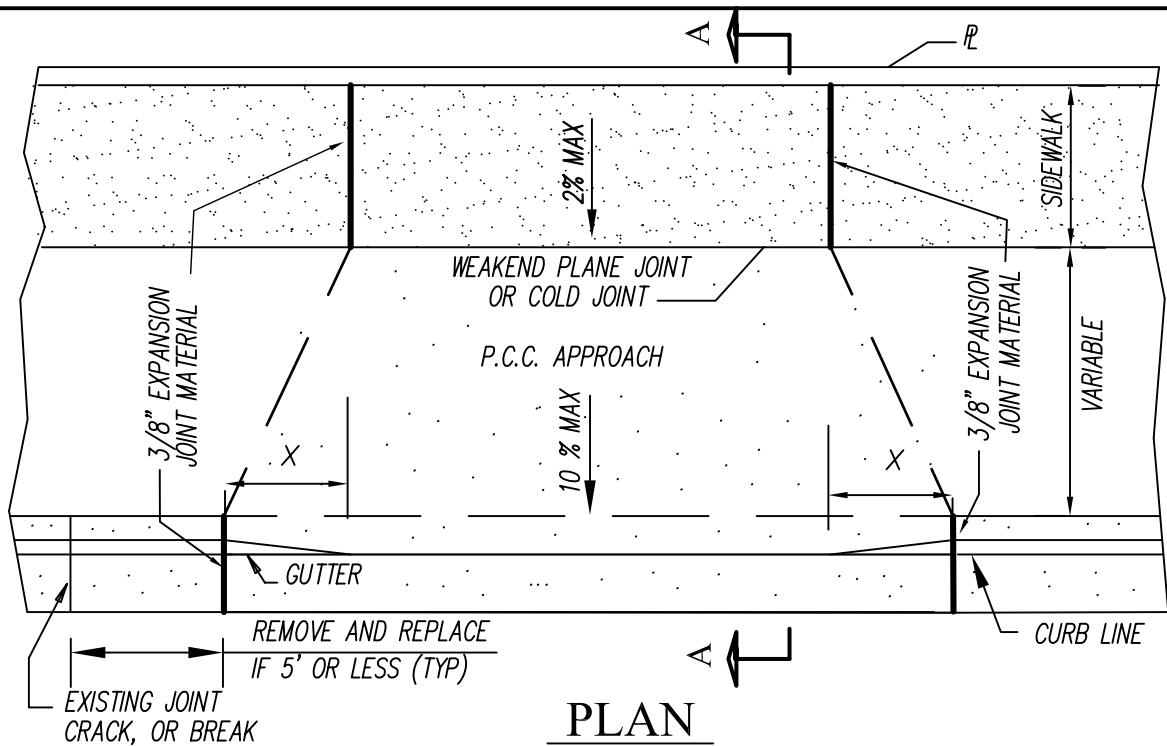 A
PL
2% MAX
SIDEWALK
WEAKEND PLANE JOINT
OR COLD JOINT
3/8" EXPANSION
JOINT MATERIAL
P.C.C. APPROACH
3/8" EXPANSION
JOINT MATERIAL
VARIABLE
X
10 % MAX
X
GUTTER
REMOVE AND REPLACE
IF 5' OR LESS (TYP)
A
CURB LINE
EXISTING JOINT
CRACK, OR BREAK
PLAN